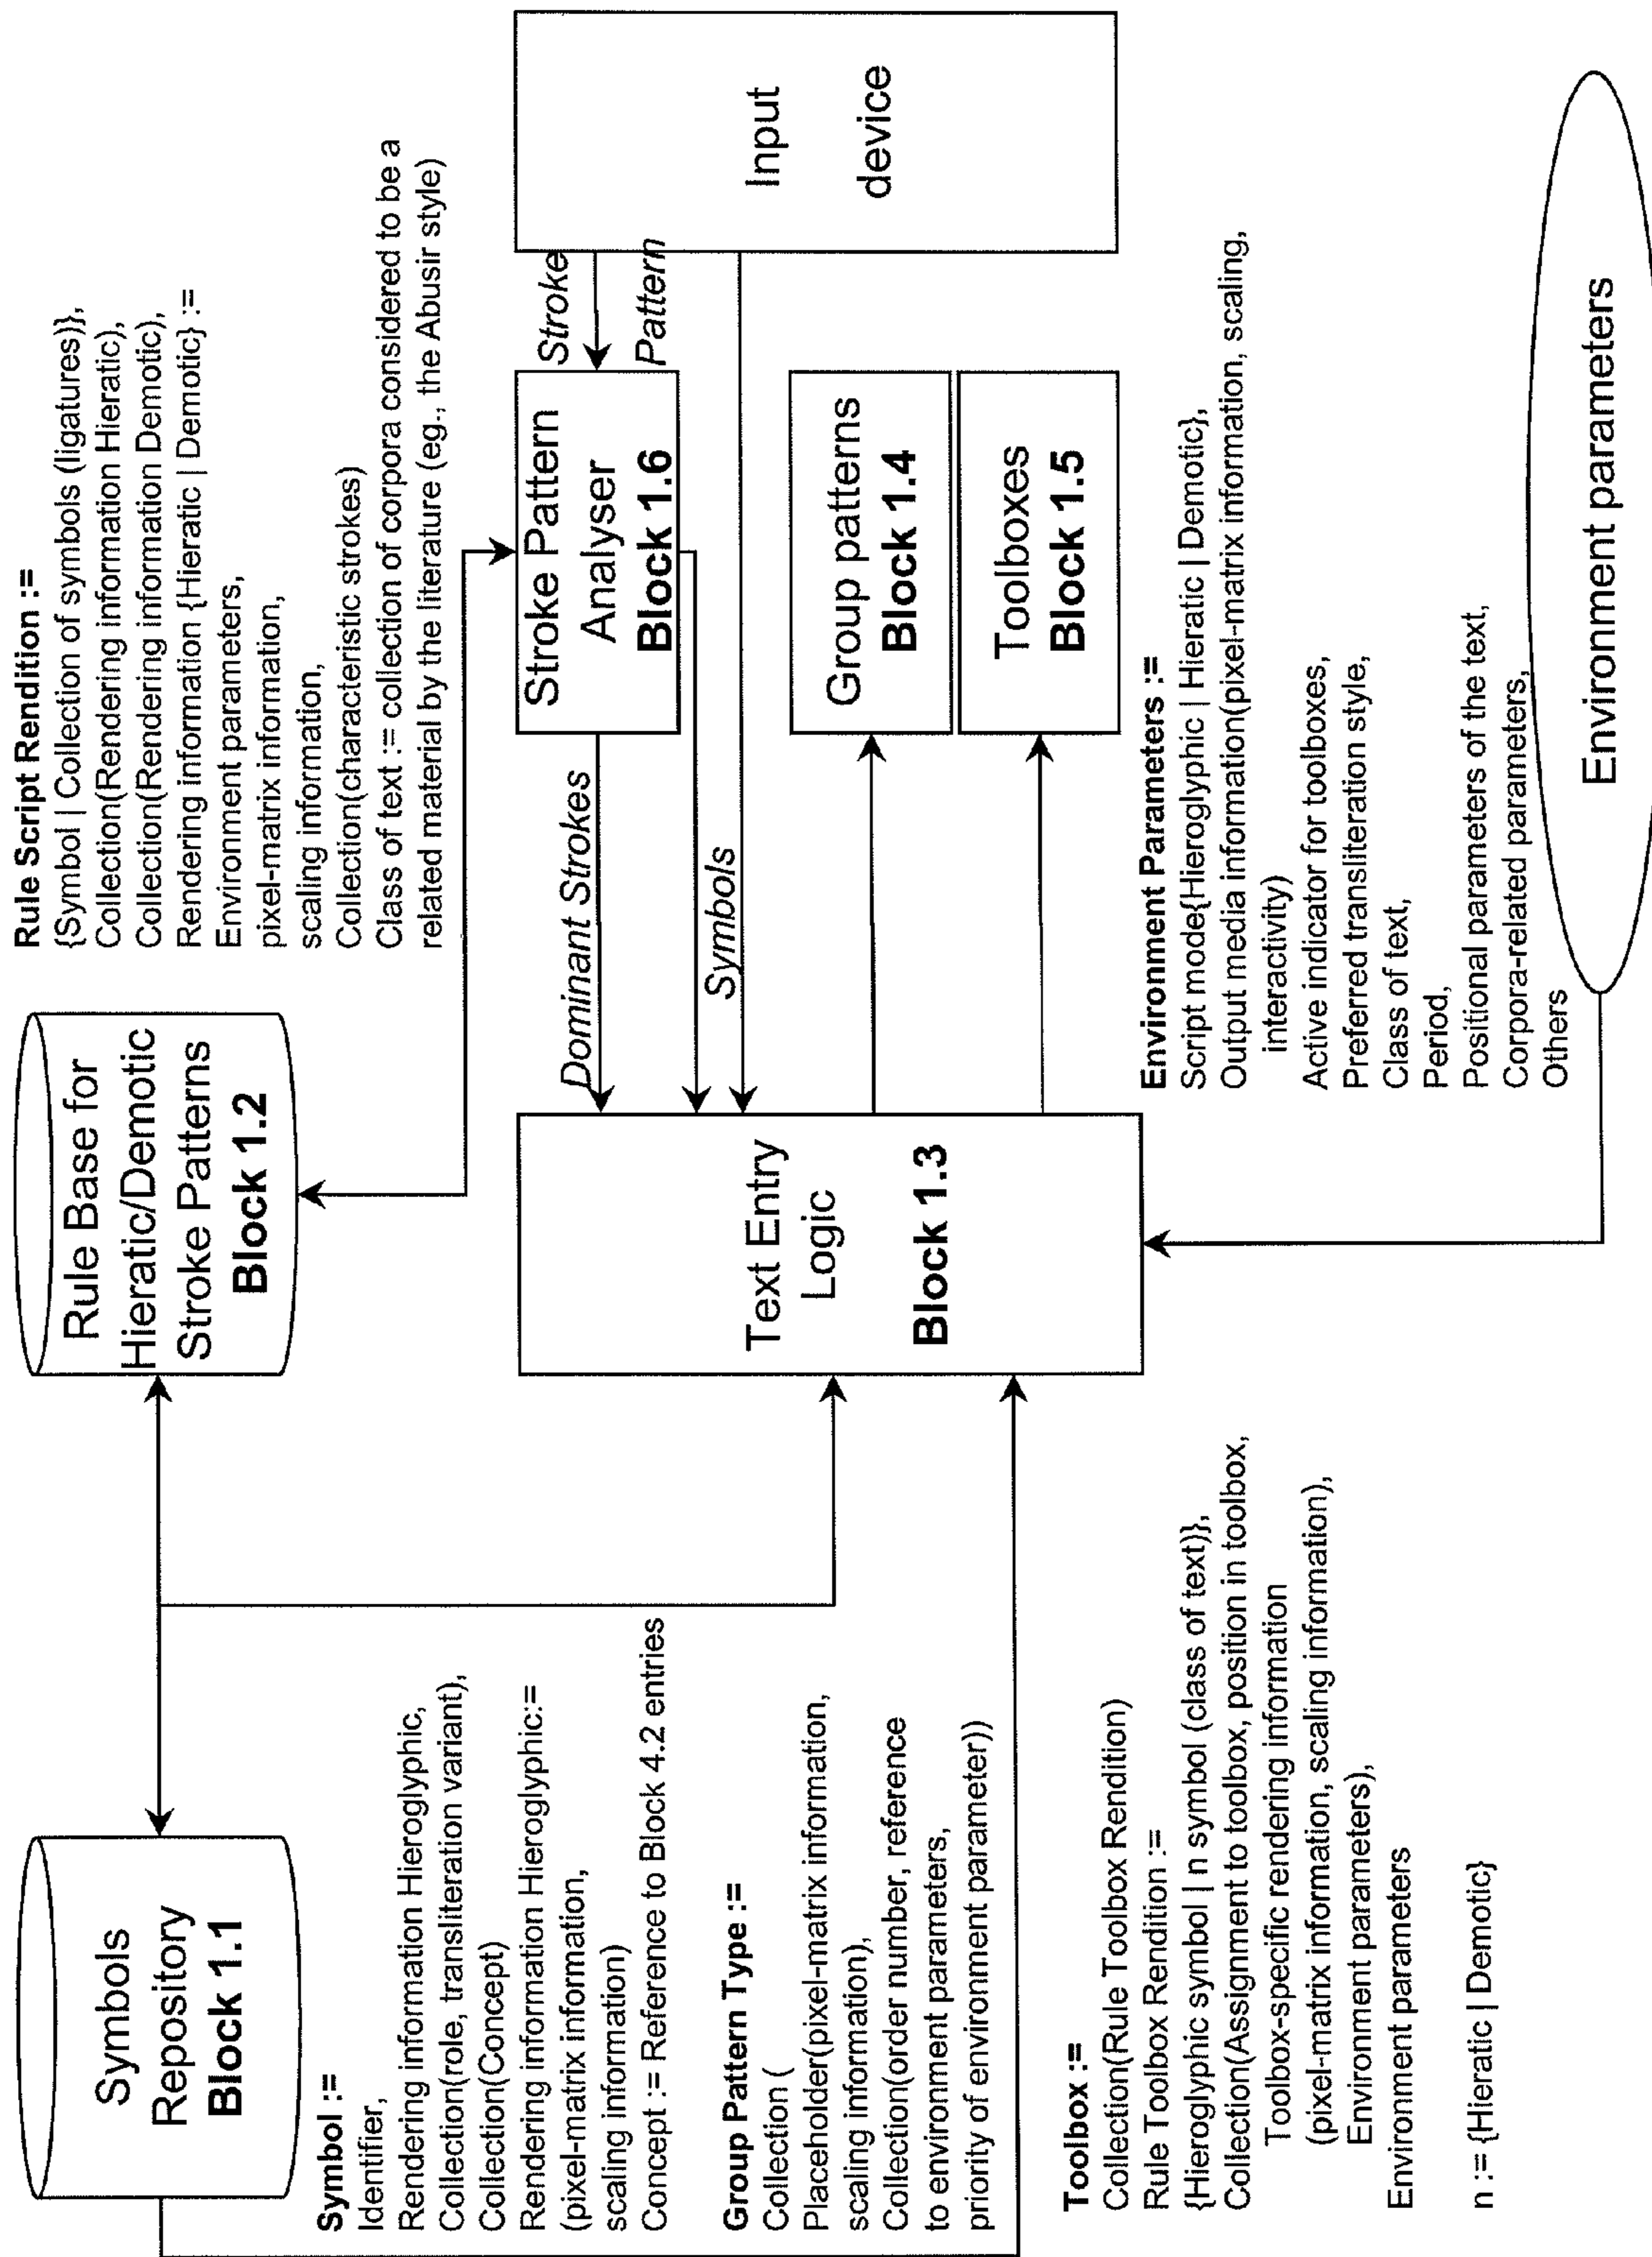 Symbols
Repository
Block 1.1
Symbol :=
Identifier,
Rendering information Hieroglyphic,
Collection(role, transliteration variant),
Collection(Concept)
Rendering information Hieroglyphic:=
(pixel-matrix information,
scaling information)
Concept := Reference to Block 4.2 entries
Group Pattern Type :=
Collection (
Placeholder(pixel-matrix information,
scaling information),
Collection(order number, reference
to environment parameters,
priority of environment parameter))
Toolbox :=
Collection(Rule Toolbox Rendition)
Rule Toolbox Rendition :=
{Hieroglyphic symbol | n symbol (class of text)},
Collection(Assignment to toolbox, position in toolbox,
Toolbox-specific rendering information
(pixel-matrix information, scaling information),
Environment parameters),
Environment parameters
n := {Hieratic | Demotic}
Rule Base for
Hieratic/Demotic
Stroke Patterns
Block 1.2
Text Entry
Logic
Block 1.3
Rule Script Rendition :=
{Symbol | Collection of symbols (ligatures)},
Collection(Rendering information Hieratic),
Collection(Rendering information Demotic),
Rendering information {Hieratic | Demotic} :=
Environment parameters,
pixel-matrix information,
scaling information,
Collection(characteristic strokes)
Class of text := collection of corpora considered to be a
related material by the literature (eg., the Abusir style)
Dominant Strokes
Symbols
Stroke Pattern
Analyser
Block 1.6
Stroke
Pattern
Input
device
Group patterns
Block 1.4
Toolboxes
Block 1.5
Environment Parameters :=
Script mode{Hieroglyphic | Hieratic | Demotic},
Output media information(pixel-matrix information, scaling,
interactivity)
Active indicator for toolboxes,
Preferred transliteration style,
Class of text,
Period,
Positional parameters of the text,
Corpora-related parameters,
Others
Environment parameters